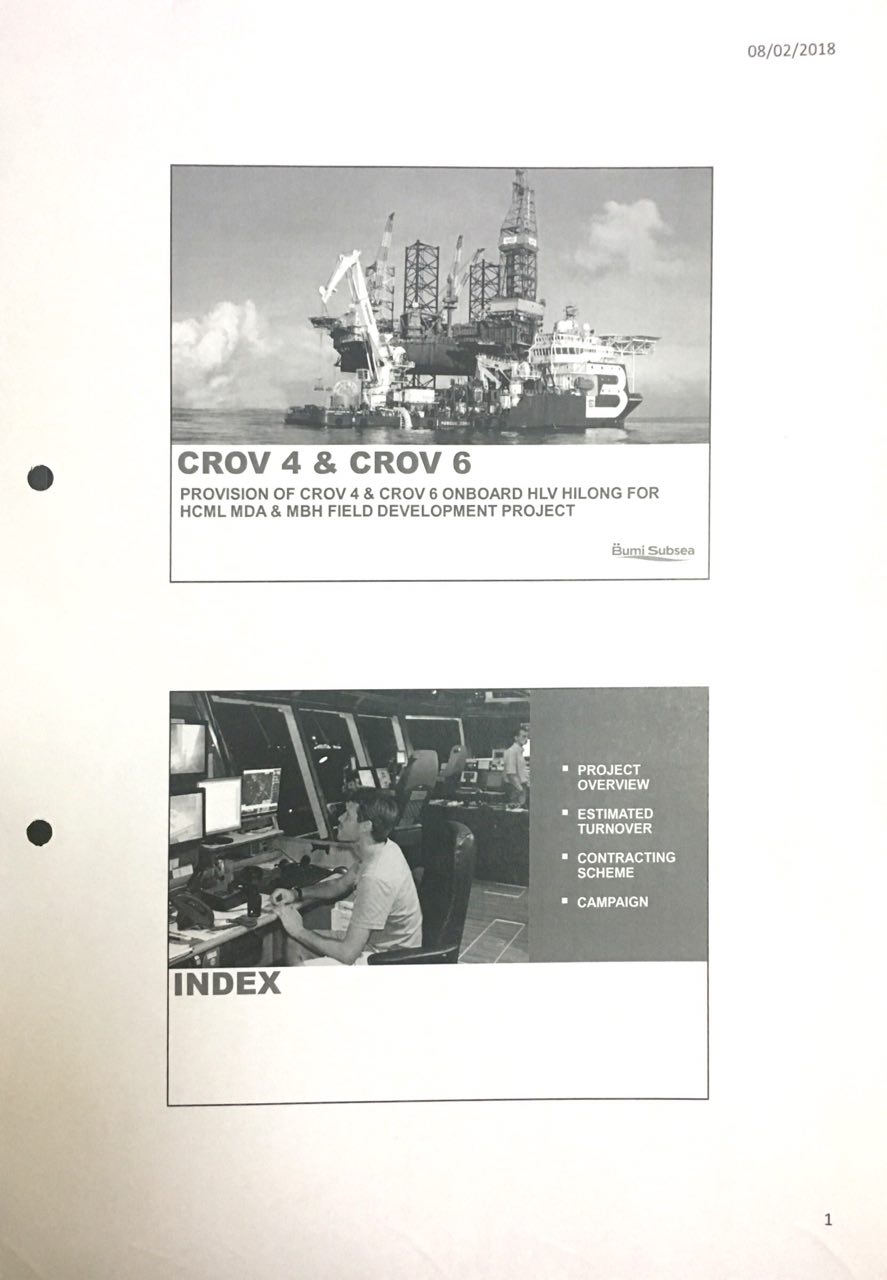 08/02/2018
B
CROV 4 & CROV 6
PROVISION OF CROV 4 & CROV 6 ONBOARD HLV HILONG FOR
HCML MDA & MBH FIELD DEVELOPMENT PROJECT
Bumi Subsea
▪ PROJECT
OVERVIEW
▪ ESTIMATED
TURNOVER
▪ CONTRACTING
SCHEME
▪ CAMPAIGN
INDEX
1